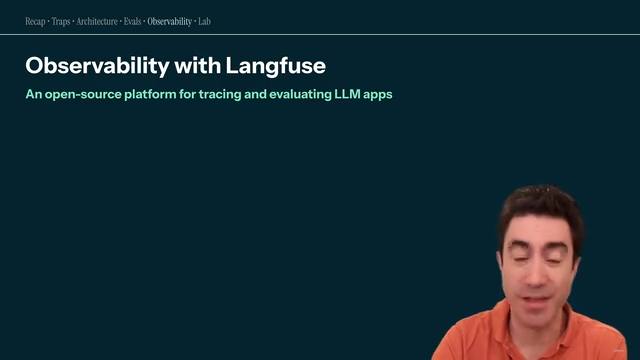 Recap • Traps • Architecture • Evals • Observability • Lab
Observability with Langfuse
An open-source platform for tracing and evaluating LLM apps